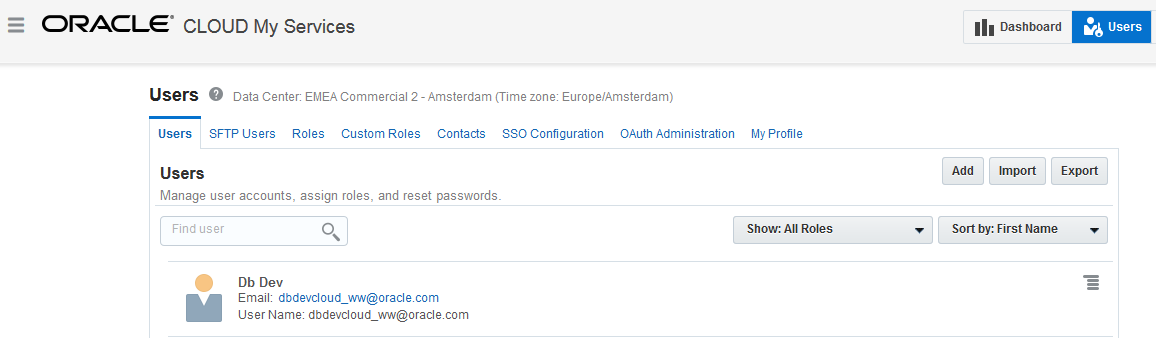 ORACLE® CLOUD My Services Dashboard Users
Users ? Data Center: EMEA Commercial 2 - Amsterdam (Time zone: Europe/Amsterdam)
Users SFTP Users Roles Custom Roles Contacts SSO Configuration OAuth Administration My Profile
Users Add Import Export
Manage user accounts, assign roles, and reset passwords.
Find user Show: All Roles Sort by: First Name
Db Dev
Email: dbdevcloud_ww@oracle.com
User Name: dbdevcloud_ww@oracle.com